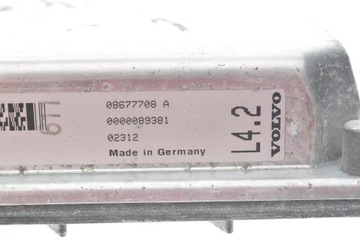 08677708 A
0000089381
02312
Made in Germany
L4.2
VOLVO